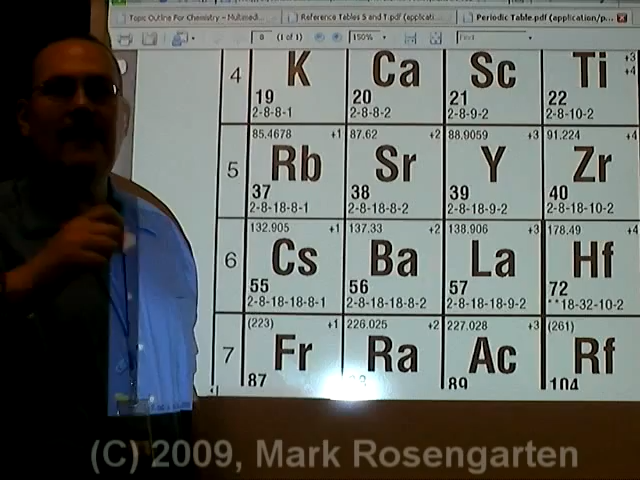 Topic Outline For Chemistry - Multimed... Reference Tables S and T.pdf (applicati... Periodic Table.pdf (application/p...
(1 of 1) 150% Find
+3
4 K Ca Sc Ti +4
19 20 21 22
2-8-8-1 2-8-8-2 2-8-9-2 2-8-10-2
85.4678 +1 87.62 +2 88.9059 +3 91.224 +4
5 Rb Sr Y Zr
37 38 39 40
2-8-18-8-1 2-8-18-8-2 2-8-18-9-2 2-8-18-10-2
132.905 +1 137.33 +2 138.906 +3 178.49 +4
6 Cs Ba La Hf
55 56 57 72
2-8-18-18-8-1 2-8-18-18-8-2 2-8-18-18-9-2 **18-32-10-2
(223) +1 226.025 +2 227.028 +3 (261)
7 Fr Ra Ac Rf
87 89 104
(C) 2009, Mark Rosengarten